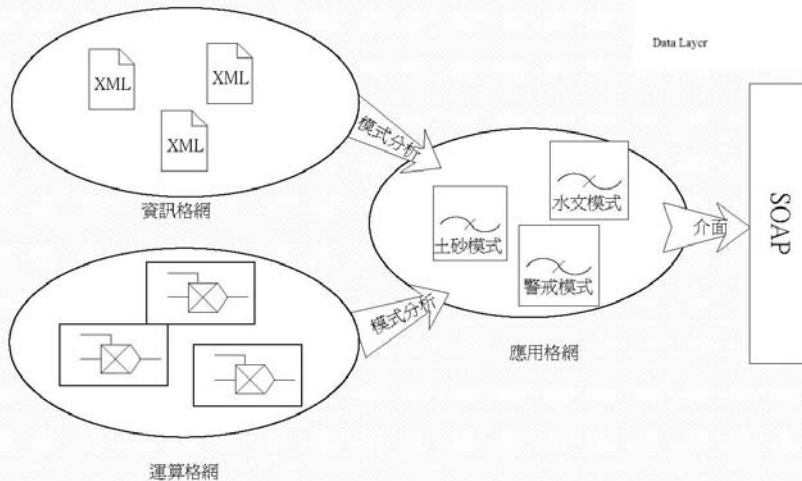 Data Layer
XML
XML
XML
模式分析
資訊格網
水文模式
土砂模式
警戒模式
介面
SOAP
模式分析
應用格網
運算格網